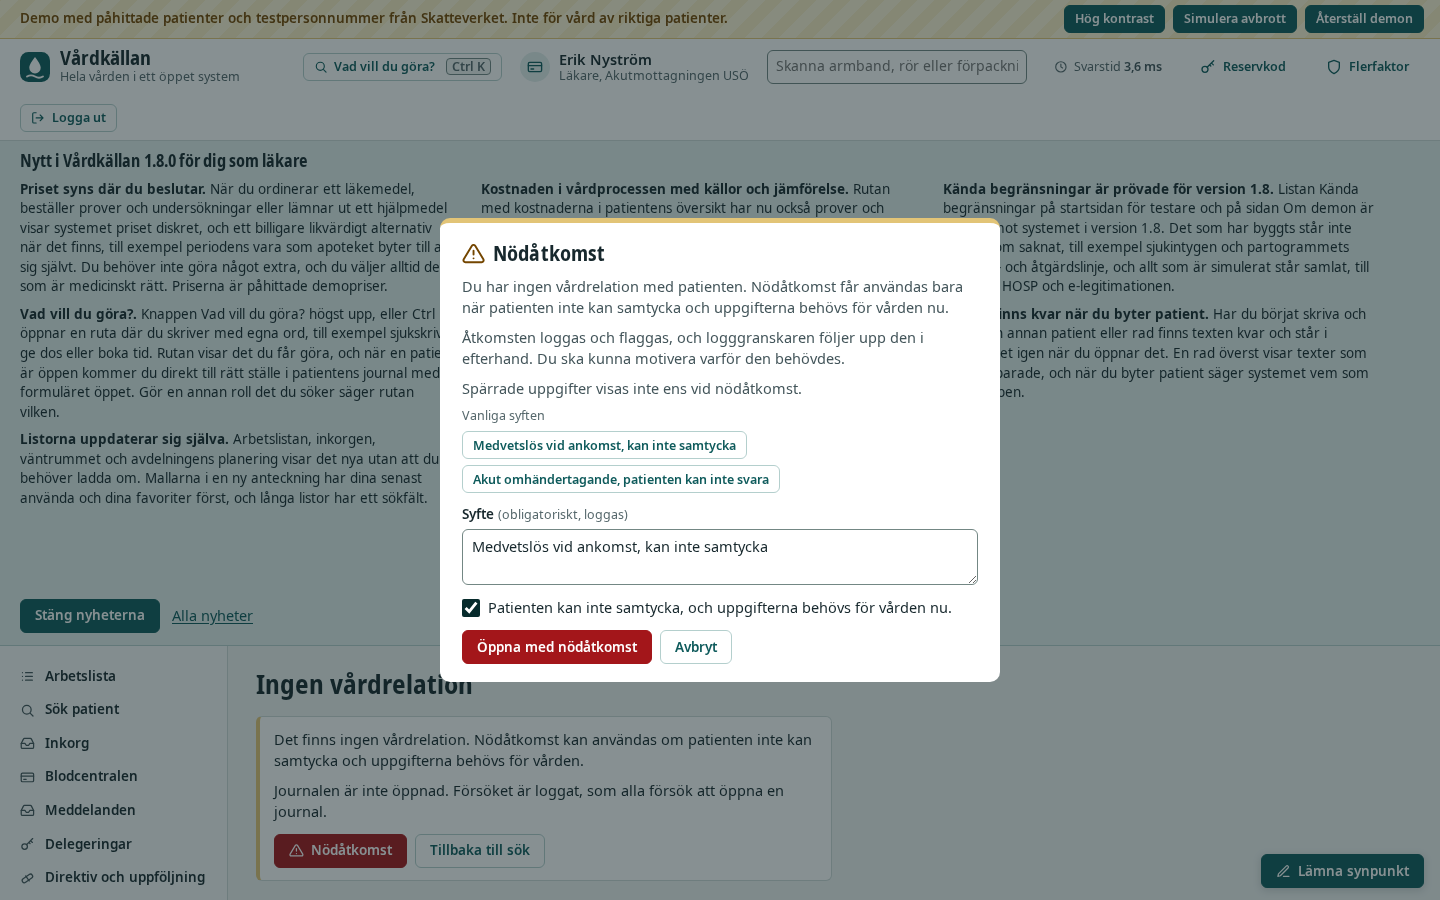 Demo med påhittade patienter och testpersonnummer från Skatteverket. Inte för vård av riktiga patienter.
Hög kontrast
Simulera avbrott
Återställ demon
Vårdkällan
Hela vården i ett öppet system
Vad vill du göra?
Ctrl K
Erik Nyström
Läkare, Akutmottagningen USÖ
Skanna armband, rör eller förpackni
Svarstid 3,6 ms
Reservkod
Flerfaktor
Logga ut
Nytt i Vårdkällan 1.8.0 för dig som läkare
Priset syns där du beslutar. När du ordinerar ett läkemedel,
beställer prover och undersökningar eller lämnar ut ett hjälpmedel
visar systemet priset diskret, och ett billigare likvärdigt alternativ
när det finns, till exempel periodens vara som apoteket byter till a
sig självt. Du behöver inte göra något extra, och du väljer alltid de
som är medicinskt rätt. Priserna är påhittade demopriser.
Vad vill du göra?. Knappen Vad vill du göra? högst upp, eller Ctrl
öppnar en ruta där du skriver med egna ord, till exempel sjukskriv
ge dos eller boka tid. Rutan visar det du får göra, och när en patie
är öppen kommer du direkt till rätt ställe i patientens journal med
formuläret öppet. Gör en annan roll det du söker säger rutan
vilken.
Listorna uppdaterar sig själva. Arbetslistan, inkorgen,
väntrummet och avdelningens planering visar det nya utan att du
behöver ladda om. Mallarna i en ny anteckning har dina senast
använda och dina favoriter först, och långa listor har ett sökfält.
Kostnaden i vårdprocessen med källor och jämförelse. Rutan
med kostnaderna i patientens översikt har nu också prover och
Kända begränsningar är prövade för version 1.8. Listan Kända
begränsningar på startsidan för testare och på sidan Om demon är
not systemet i version 1.8. Det som har byggts står inte
om saknat, till exempel sjukintygen och partogrammets
- och åtgärdslinje, och allt som är simulerat står samlat, till
HOSP och e-legitimationen.
inns kvar när du byter patient. Har du börjat skriva och
annan patient eller rad finns texten kvar och står i
et igen när du öppnar det. En rad överst visar texter som
parade, och när du byter patient säger systemet vem som
pen.
Stäng nyheterna
Alla nyheter
Nödåtkomst
Du har ingen vårdrelation med patienten. Nödåtkomst får användas bara
när patienten inte kan samtycka och uppgifterna behövs för vården nu.
Åtkomsten loggas och flaggas, och logggranskaren följer upp den i
efterhand. Du ska kunna motivera varför den behövdes.
Spärrade uppgifter visas inte ens vid nödåtkomst.
Vanliga syften
Medvetslös vid ankomst, kan inte samtycka
Akut omhändertagande, patienten kan inte svara
Syfte (obligatoriskt, loggas)
Medvetslös vid ankomst, kan inte samtycka
Patienten kan inte samtycka, och uppgifterna behövs för vården nu.
Öppna med nödåtkomst
Avbryt
Arbetslista
Sök patient
Inkorg
Blodcentralen
Meddelanden
Delegeringar
Direktiv och uppföljning
Ingen vårdrelation
Det finns ingen vårdrelation. Nödåtkomst kan användas om patienten inte kan
samtycka och uppgifterna behövs för vården.
Journalen är inte öppnad. Försöket är loggat, som alla försök att öppna en
journal.
Nödåtkomst
Tillbaka till sök
Lämna synpunkt